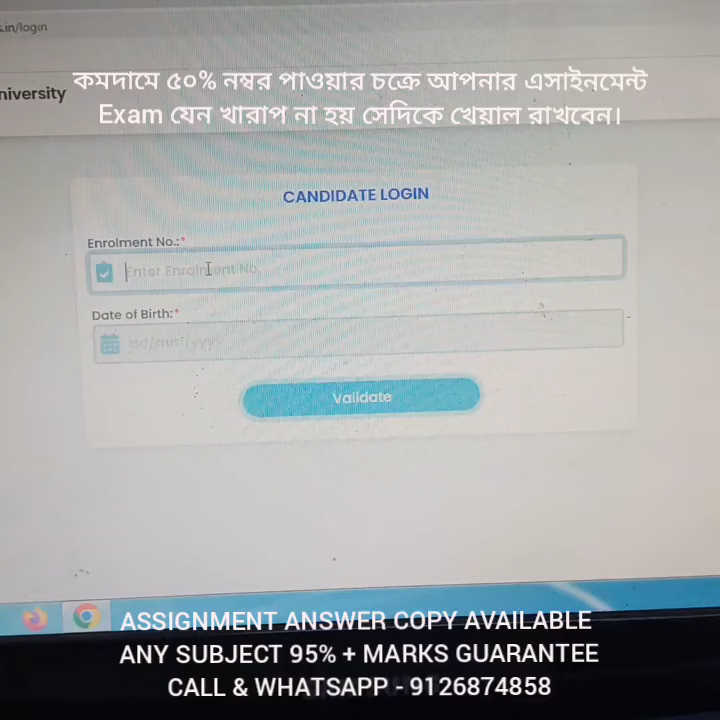 s.in/login
niversity
কমদামে ৫০% নম্বর পাওয়ার চক্রে আপনার এসাইনমেন্ট
Exam যেন খারাপ না হয় সেদিকে খেয়াল রাখবেন।
CANDIDATE LOGIN
Enrolment No.:*
Enter Enrolment No.
Date of Birth:*
dd/mm/yyyy
Validate
ASSIGNMENT ANSWER COPY AVAILABLE
ANY SUBJECT 95% + MARKS GUARANTEE
CALL & WHATSAPP - 9126874858